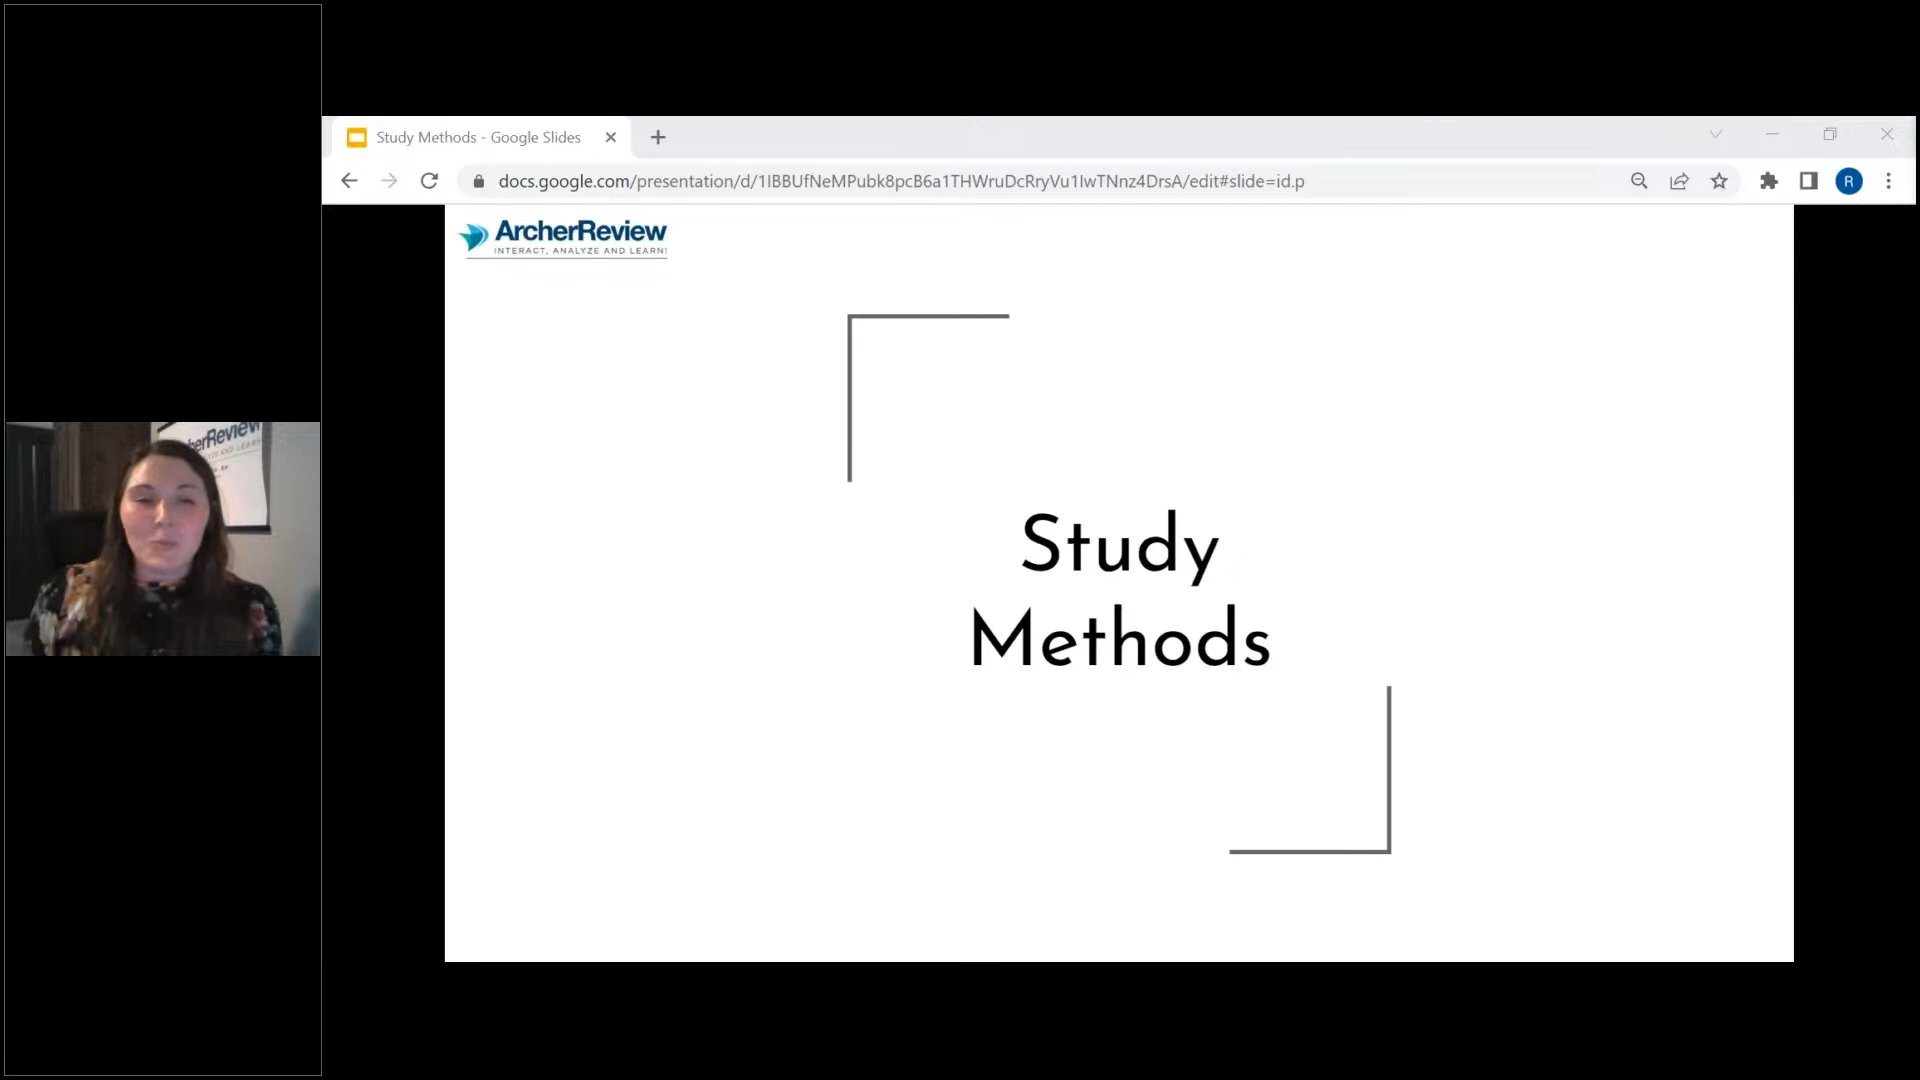 Study Methods - Google Slides
docs.google.com/presentation/d/1IBBUfNeMPubk8pcB6a1THWruDcRryVu1IwTNnz4DrsA/edit#slide=id.p
R
ArcherReview
INTERACT, ANALYZE AND LEARN!
Study
Methods
erReview